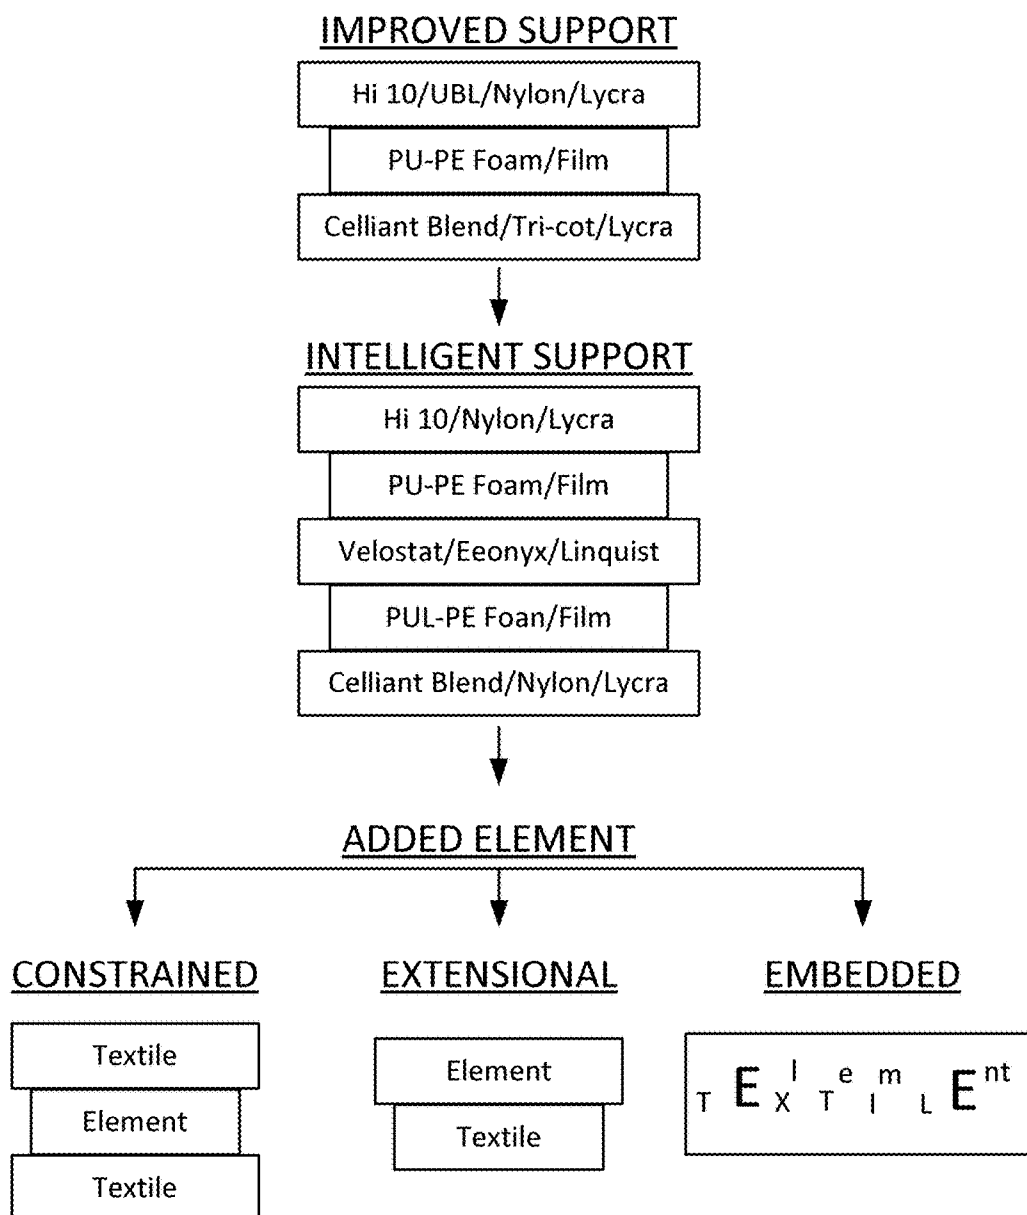 IMPROVED SUPPORT
Hi 10/UBL/Nylon/Lycra
PU-PE Foam/Film
Celliant Blend/Tri-cot/Lycra
INTELLIGENT SUPPORT
Hi 10/Nylon/Lycra
PU-PE Foam/Film
Velostat/Eeonyx/Linquist
PUL-PE Foan/Film
Celliant Blend/Nylon/Lycra
ADDED ELEMENT
CONSTRAINED
Textile
Element
Textile
EXTENSIONAL
Element
Textile
EMBEDDED
T E X l T e I m L E nt